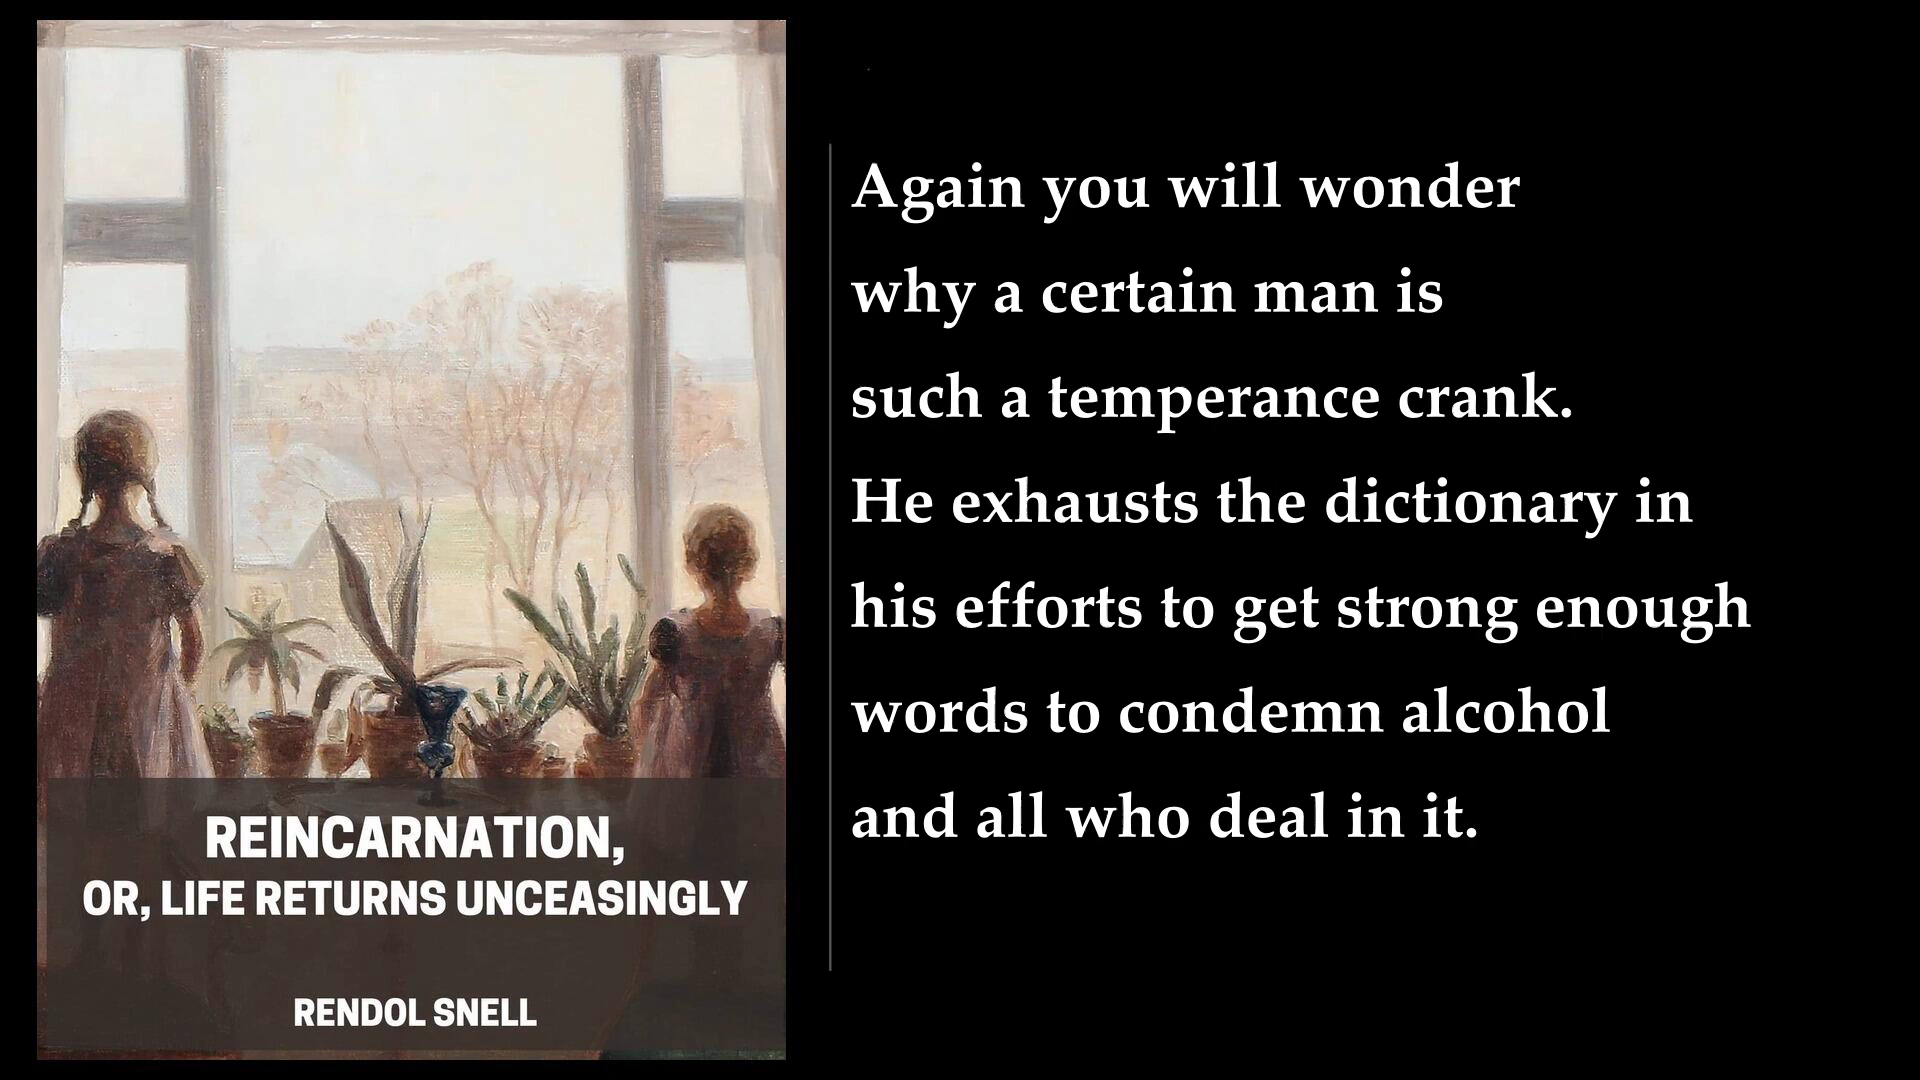 REINCARNATION,
OR, LIFE RETURNS UNCEASINGLY
RENDOL SNELL
Again you will wonder
why a certain man is
such a temperance crank.
He exhausts the dictionary in
his efforts to get strong enough
words to condemn alcohol
and all who deal in it.